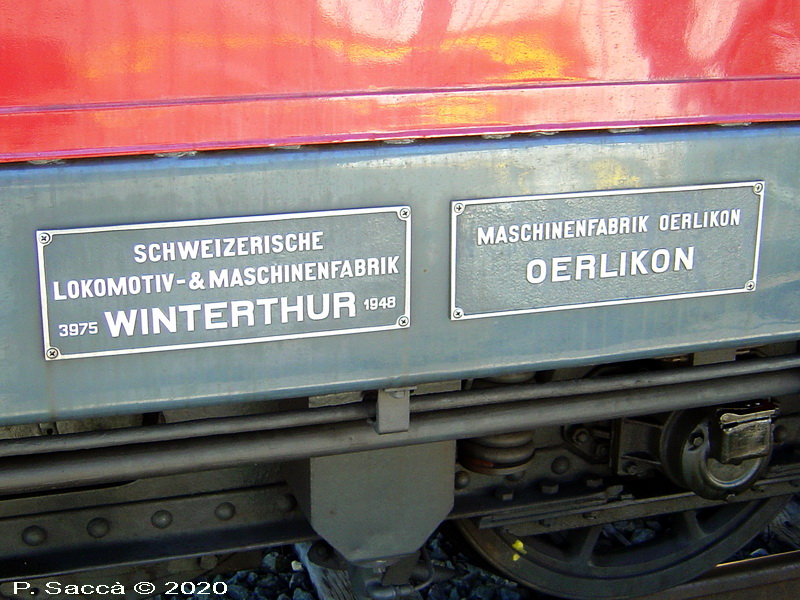 SCHWEIZERISCHE
LOKOMOTIV-&MASCHINENFABRIK
3975 WINTERTHUR 1948
MASCHINENFABRIK OERLIKON
OERLIKON
P. Saccà © 2020